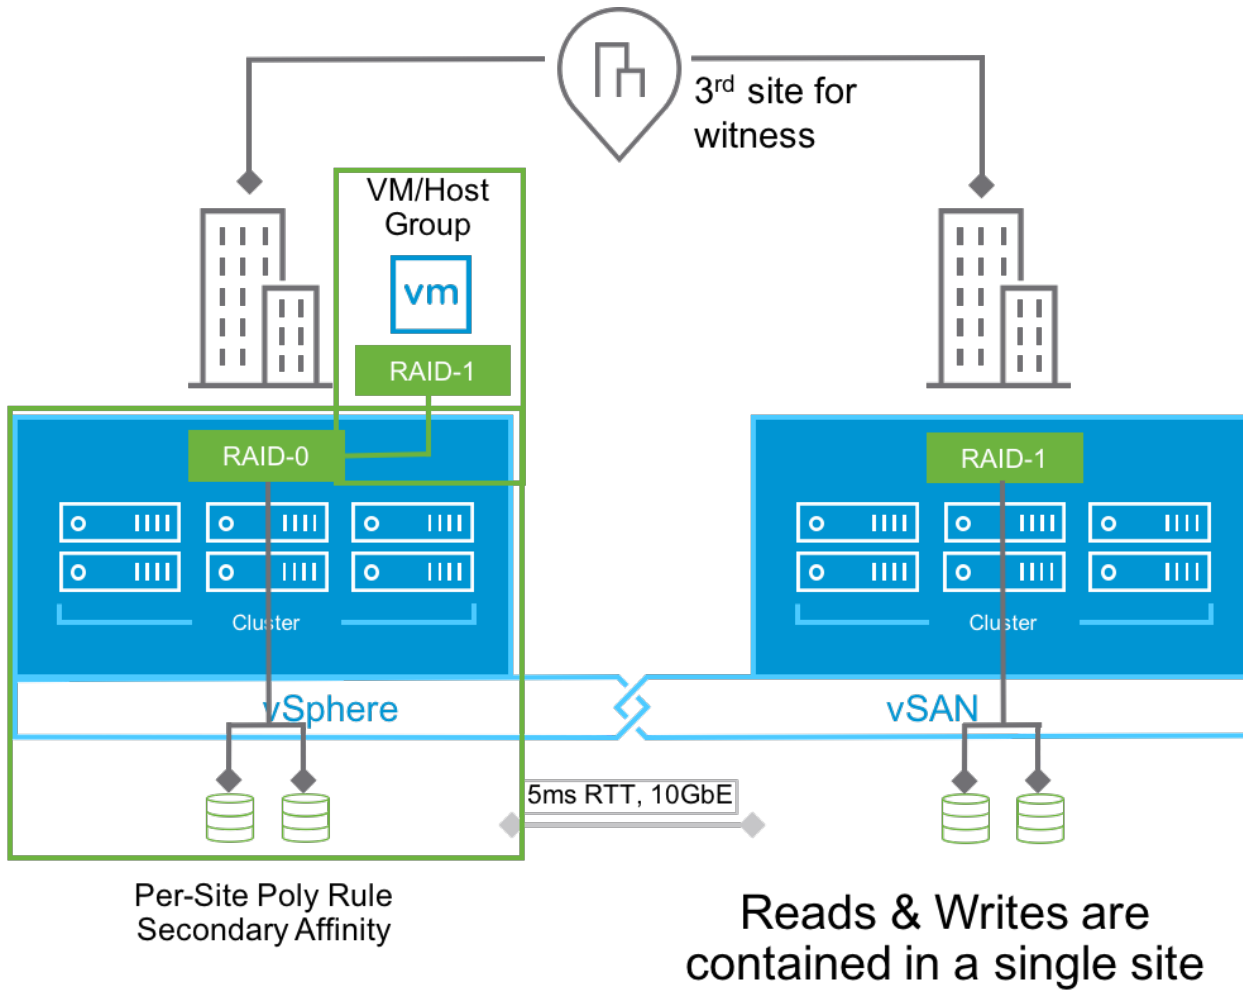 3rd site for
witness
VM/Host
Group
vm
RAID-1
RAID-0
RAID-1
Cluster
Cluster
vSphere
vSAN
5ms RTT, 10GbE
Per-Site Poly Rule
Secondary Affinity
Reads & Writes are
contained in a single site